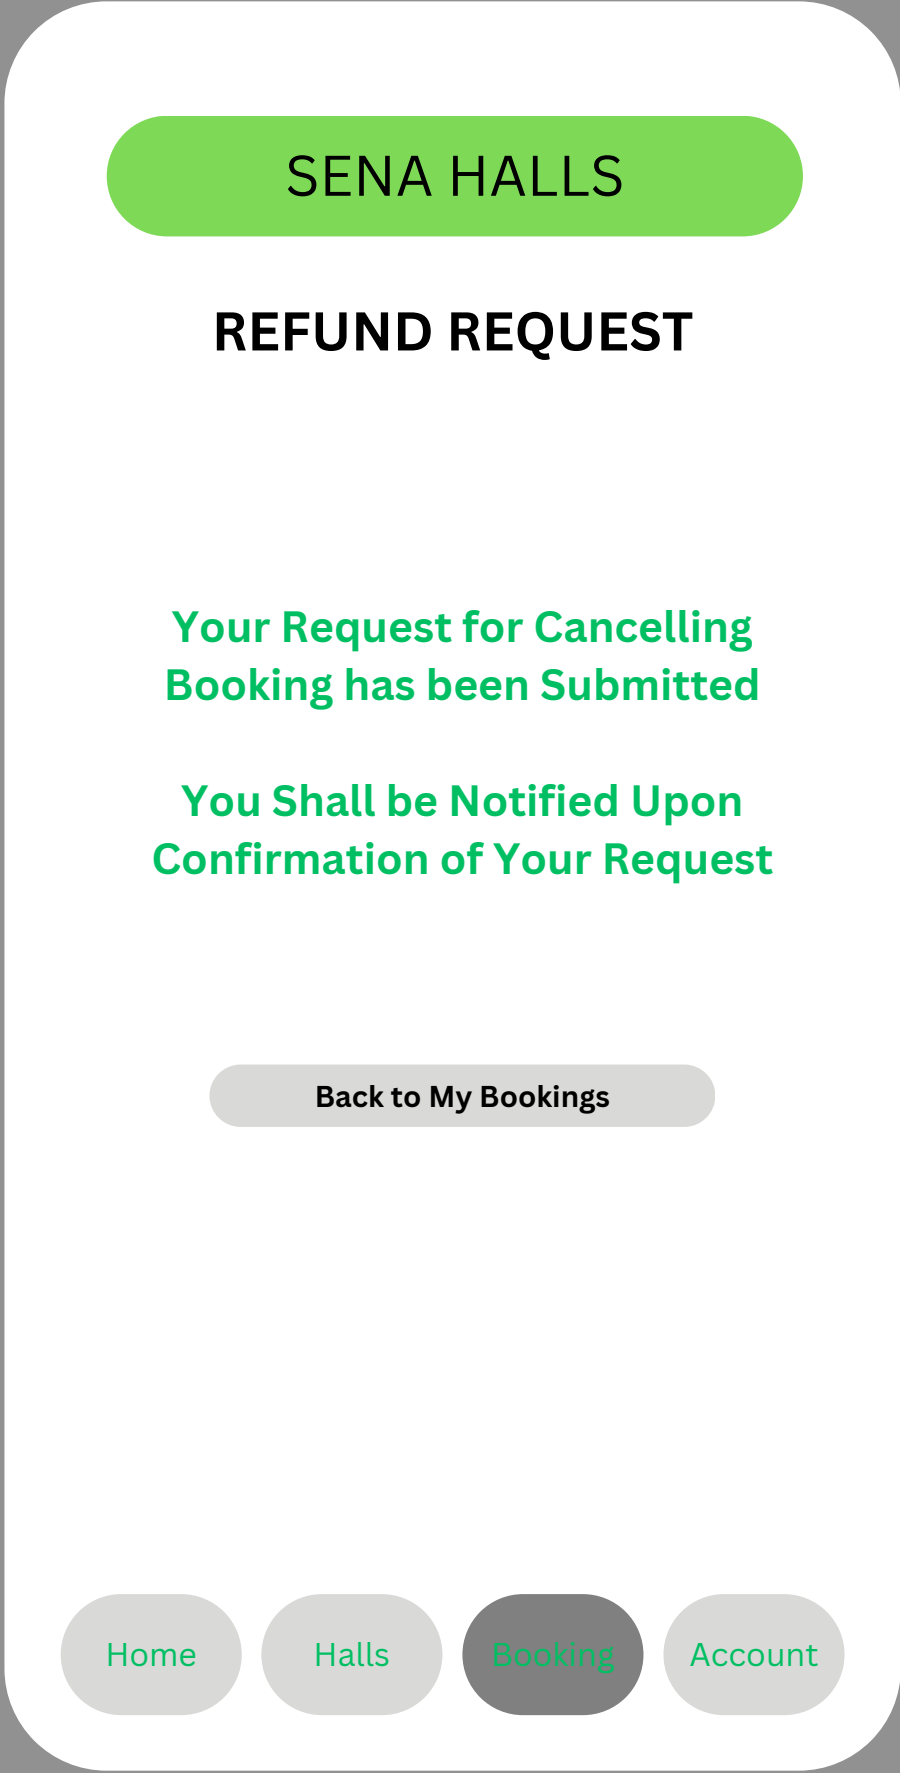 SENA HALLS
REFUND REQUEST
Your Request for Cancelling
Booking has been Submitted
You Shall be Notified Upon
Confirmation of Your Request
Back to My Bookings
Home
Halls
Booking
Account